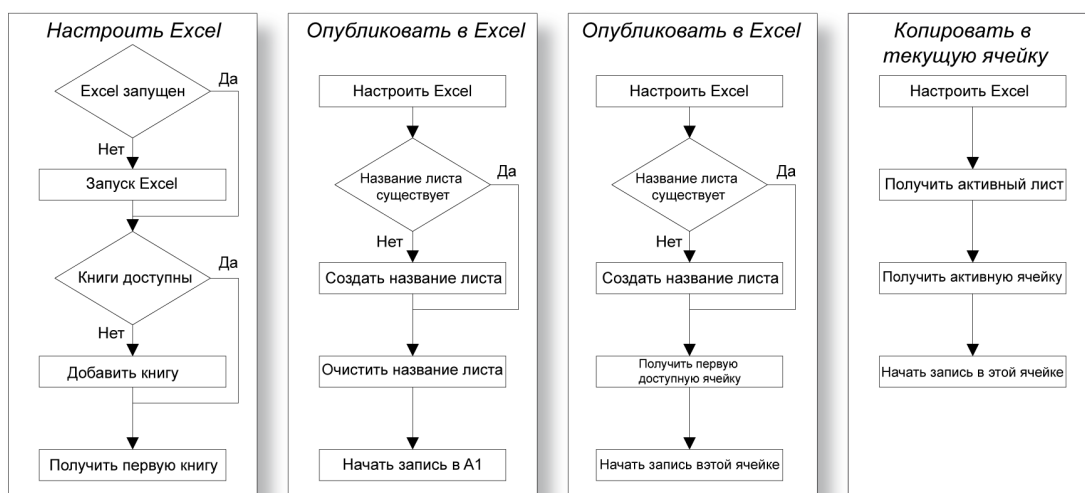 Настроить Excel
Excel запущен
Да
Нет
Запуск Excel
Книги доступны
Да
Нет
Добавить книгу
Получить первую книгу
Опубликовать в Excel
Настроить Excel
Название листа
существует
Да
Нет
Создать название листа
Очистить название листа
Начать запись в A1
Опубликовать в Excel
Настроить Excel
Название листа
существует
Да
Нет
Создать название листа
Получить первую
доступную ячейку
Начать запись вэтой ячейке
Копировать в
текущую ячейку
Настроить Excel
Получить активный лист
Получить активную ячейку
Начать запись в этой ячейке